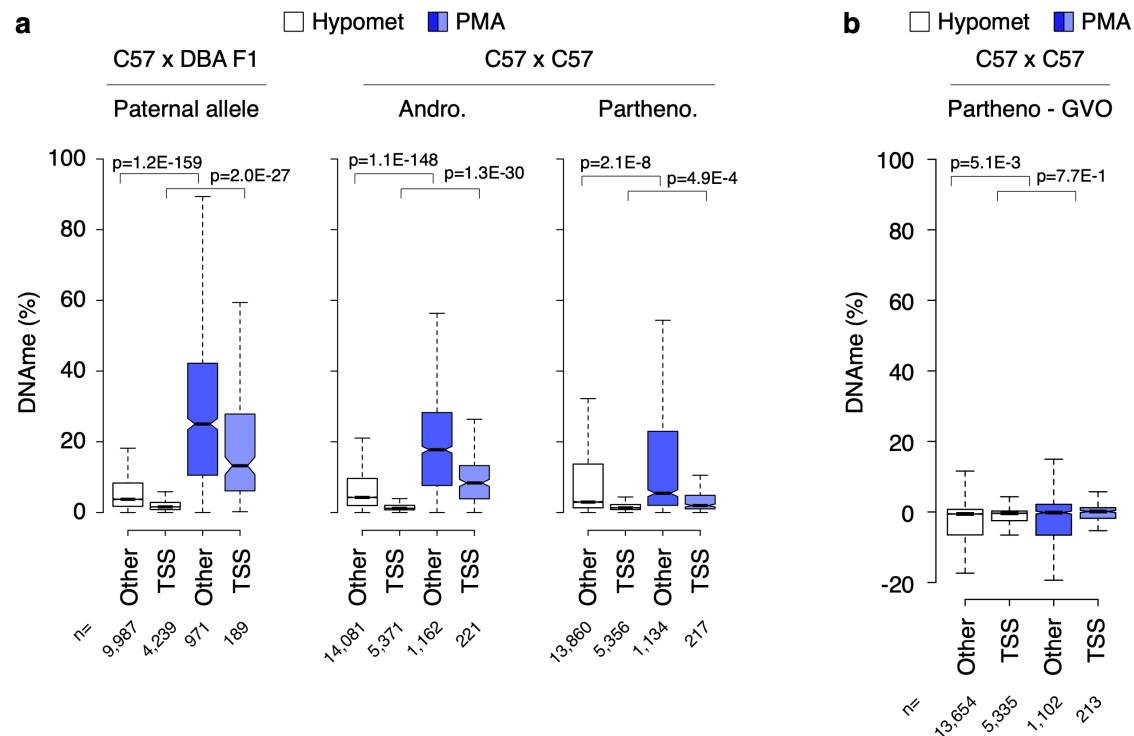 a
Hypomet
PMA
C57 x DBA F1
C57 x C57
Paternal allele
Andro.
Partheno.
DNAme (%)
100
80
60
40
20
0
p=1.2E-159
p=2.0E-27
p=1.1E-148
p=1.3E-30
p=2.1E-8
p=4.9E-4
Other
TSS
Other
TSS
Other
TSS
Other
TSS
Other
TSS
Other
TSS
n=
9,987
4,239
971
189
14,081
5,371
1,162
221
13,860
5,356
1,134
217
b
Hypomet
PMA
C57 x C57
Partheno - GVO
DNAme (%)
100
80
60
40
20
0
-20
p=5.1E-3
p=7.7E-1
Other
TSS
Other
TSS
n=
13,654
5,335
1,102
213